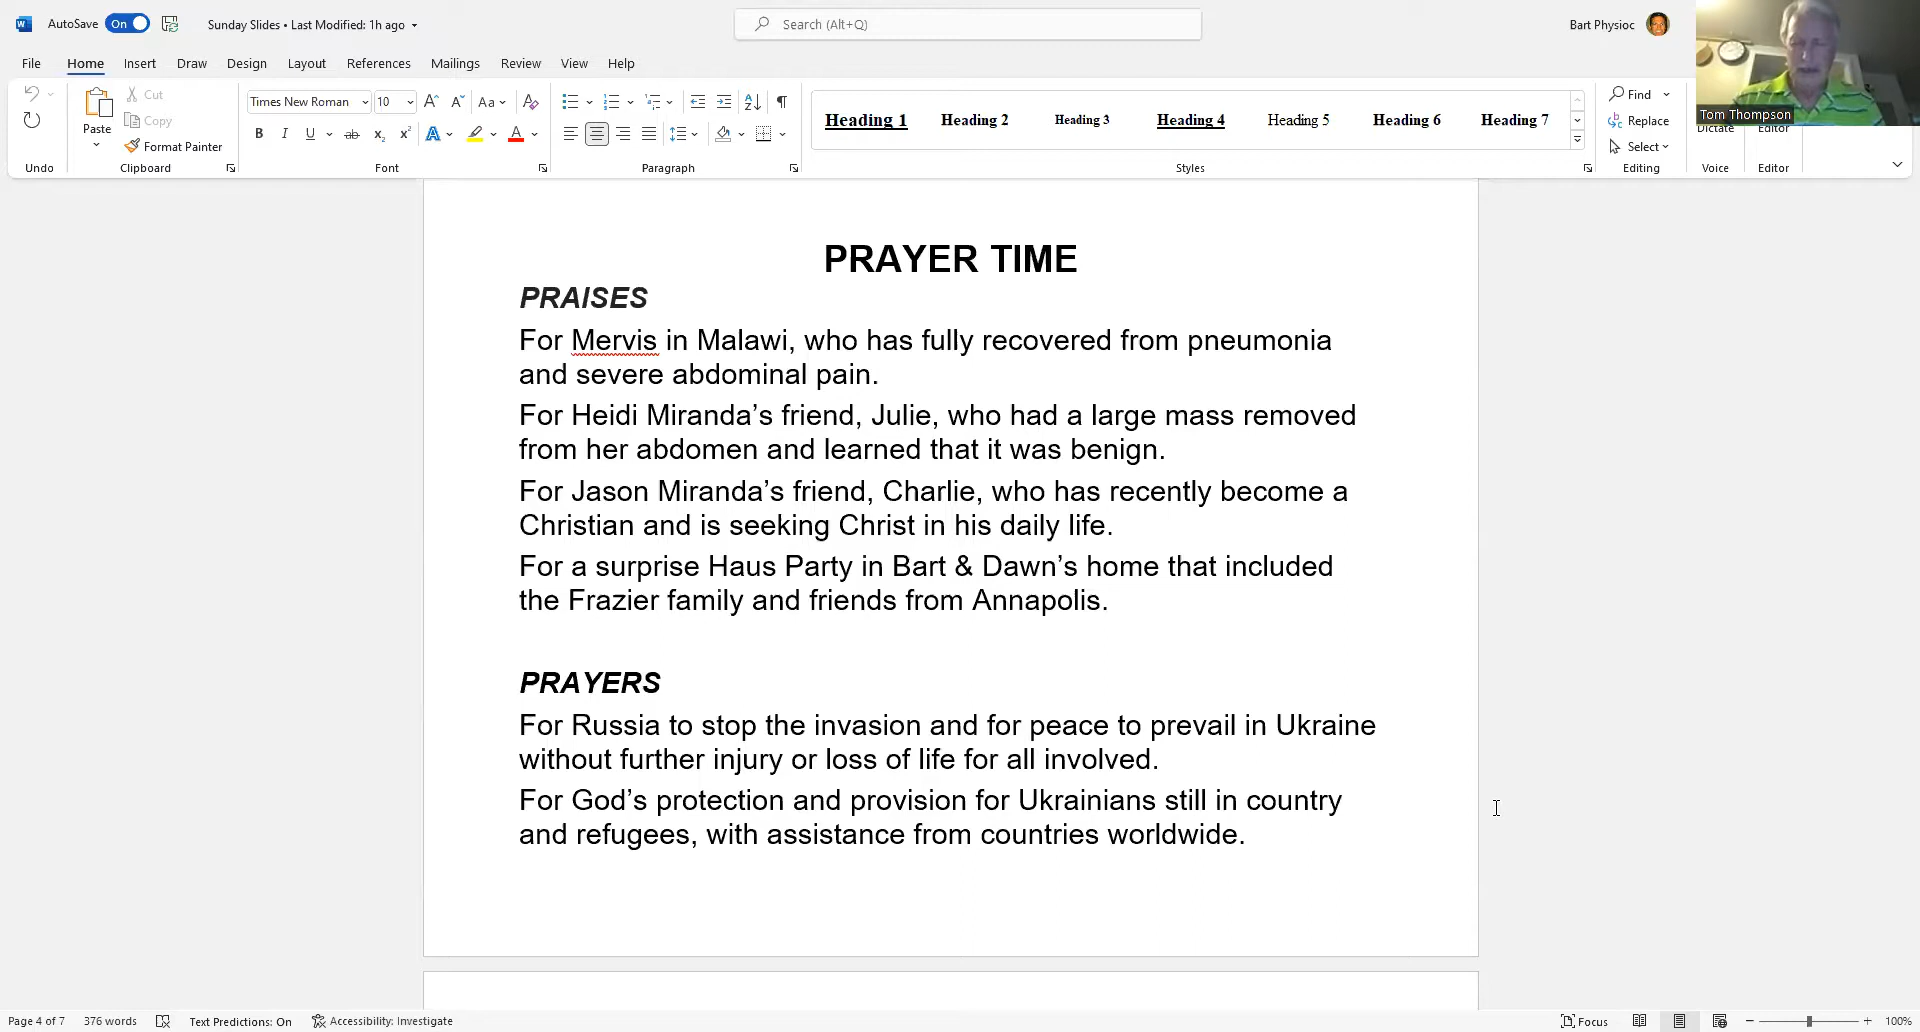 AutoSave On Sunday Slides • Last Modified: 1h ago Search (Alt+Q) Bart Physioc
File Home Insert Draw Design Layout References Mailings Review View Help
Cut
Copy
Format Painter
Paste
Times New Roman 10 Aa
Heading 1 Heading 2 Heading 3 Heading 4 Heading 5 Heading 6 Heading 7
Find
Replace
Select
Tom Thompson
Dictate Editor
Undo Clipboard Font Paragraph Styles Editing Voice Editor
PRAYER TIME
PRAISES
For Mervis in Malawi, who has fully recovered from pneumonia
and severe abdominal pain.
For Heidi Miranda’s friend, Julie, who had a large mass removed
from her abdomen and learned that it was benign.
For Jason Miranda’s friend, Charlie, who has recently become a
Christian and is seeking Christ in his daily life.
For a surprise Haus Party in Bart & Dawn’s home that included
the Frazier family and friends from Annapolis.
PRAYERS
For Russia to stop the invasion and for peace to prevail in Ukraine
without further injury or loss of life for all involved.
For God’s protection and provision for Ukrainians still in country
and refugees, with assistance from countries worldwide.
Page 4 of 7 376 words Text Predictions: On Accessibility: Investigate Focus 100%